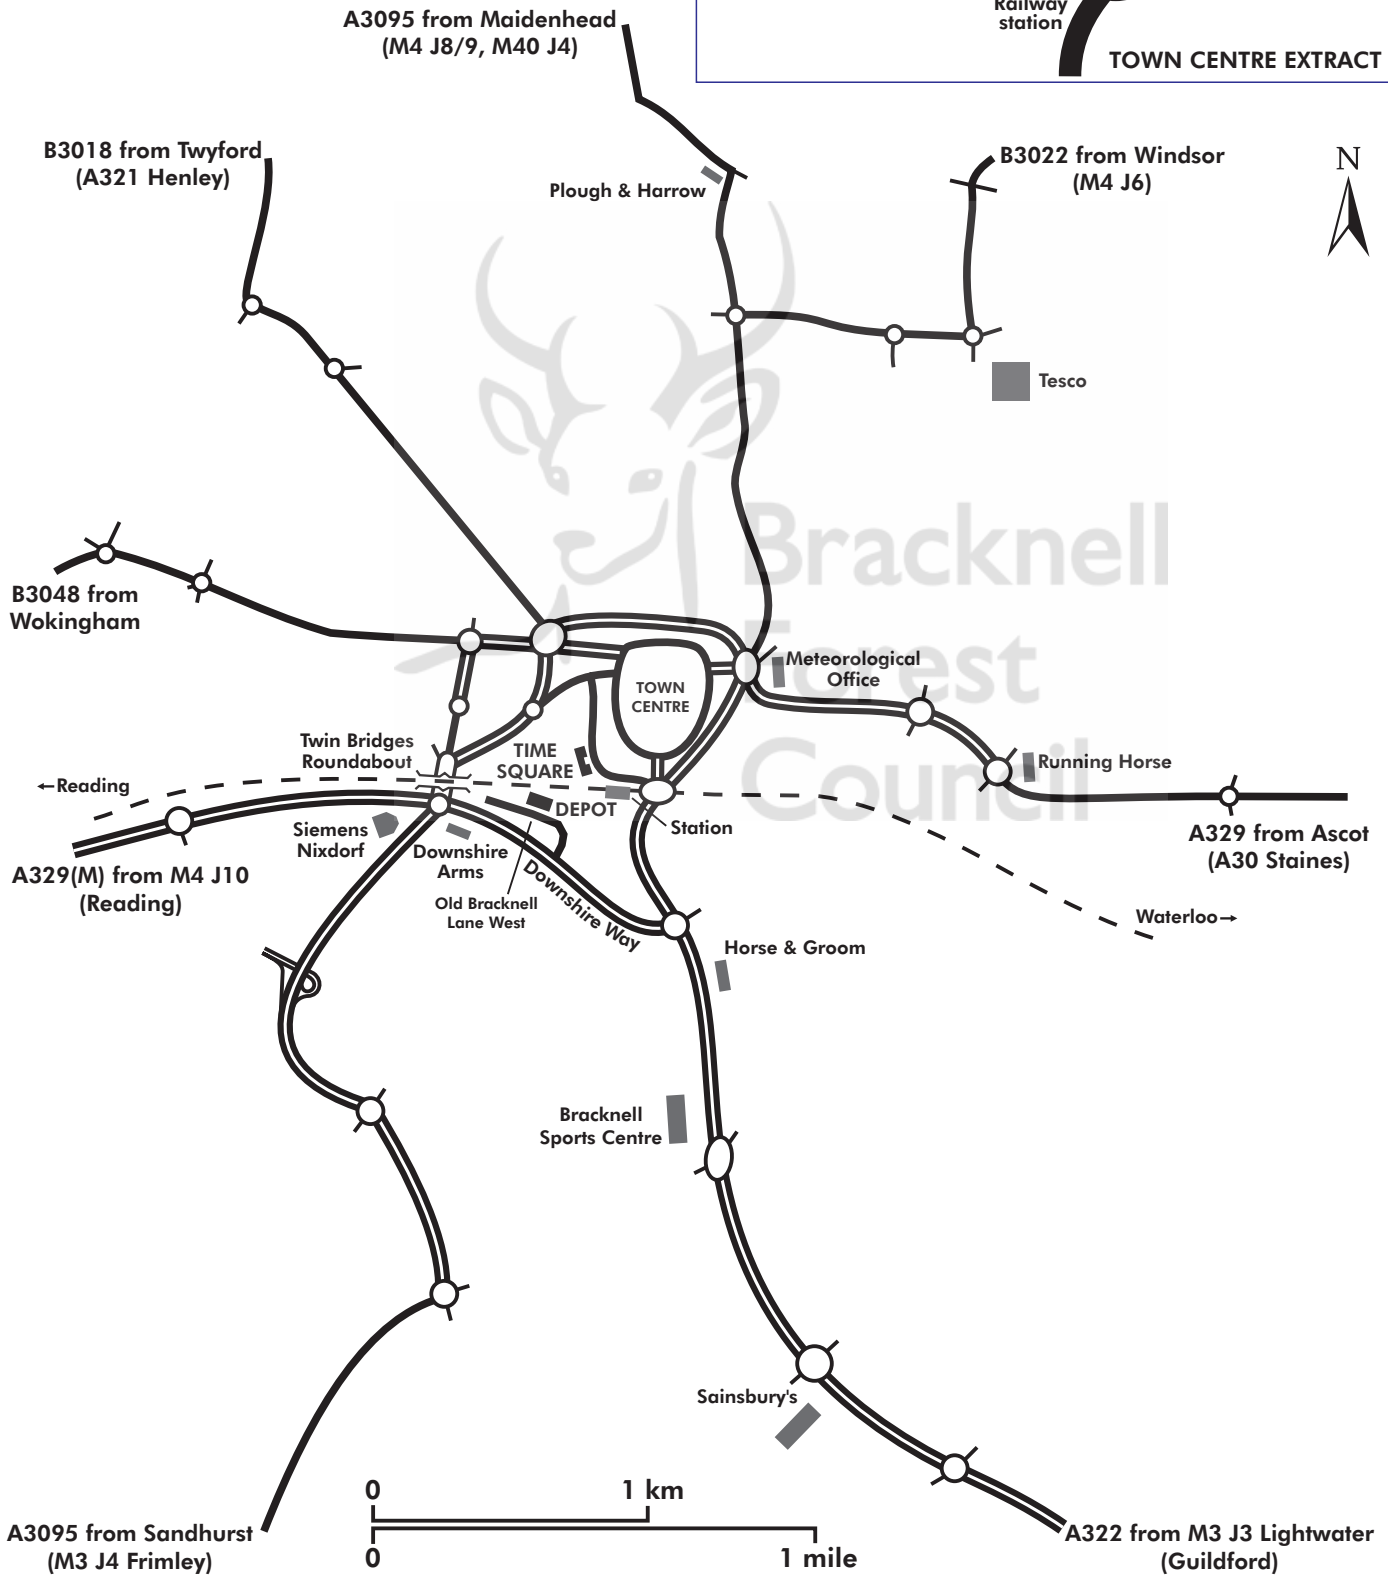 Railway
station
TOWN CENTRE EXTRACT
A3095 from Maidenhead
(M4 J8/9, M40 J4)
B3018 from Twyford
(A321 Henley)
Plough & Harrow
B3022 from Windsor
(M4 J6)
N
Tesco
Bracknell
Forest
Council
B3048 from
Wokingham
Meteorological
Office
TOWN
CENTRE
Twin Bridges
Roundabout
TIME
SQUARE
Running Horse
←Reading
DEPOT
Station
Siemens
Nixdorf
Downshire
Arms
A329 from Ascot
(A30 Staines)
A329(M) from M4 J10
(Reading)
Old Bracknell
Lane West
Downshire Way
Waterloo→
Horse & Groom
Bracknell
Sports Centre
Sainsbury's
0 1 km
0 1 mile
A3095 from Sandhurst
(M3 J4 Frimley)
A322 from M3 J3 Lightwater
(Guildford)